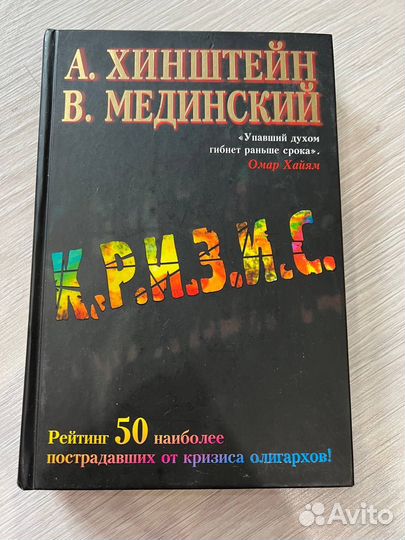 А. ХИНШТЕЙН
В. МЕДИНСКИЙ
«Упавший духом
гибнет раньше срока».
Омар Хайям
К.Р.И.З.И.С.
Рейтинг 50 наиболее
пострадавших от кризиса олигархов!
Avito